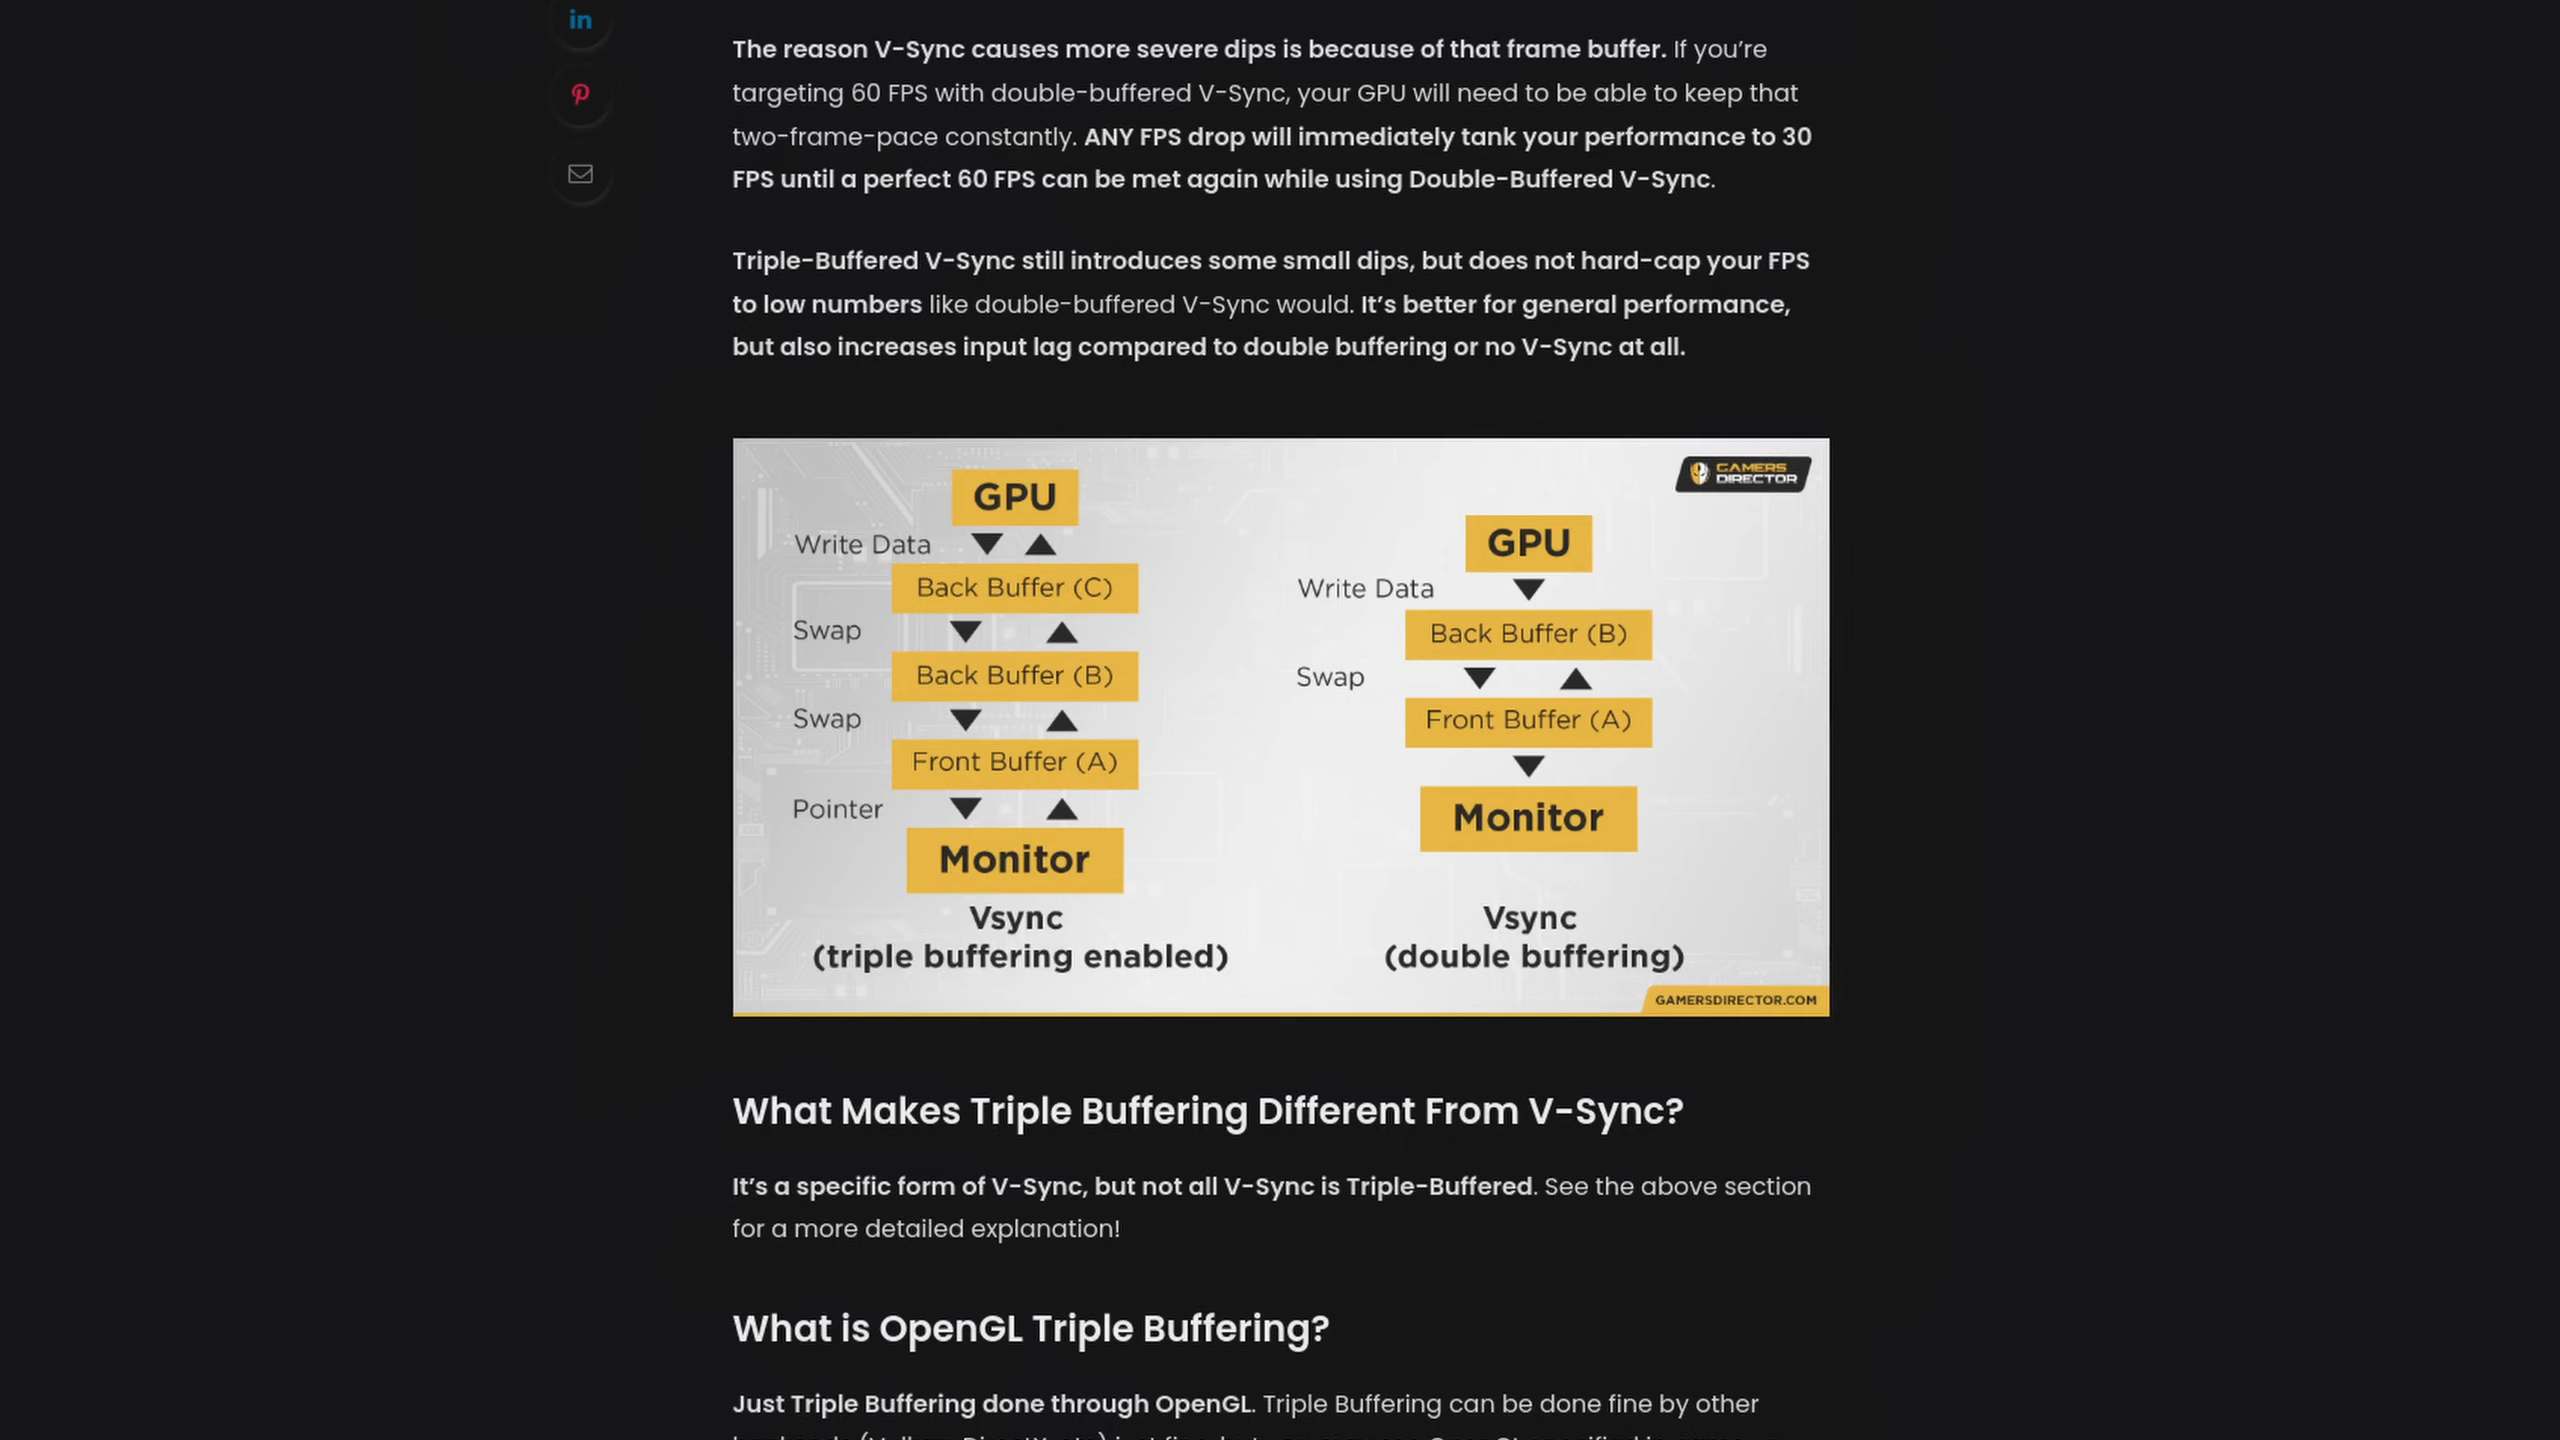 in
The reason V-Sync causes more severe dips is because of that frame buffer. If you’re
targeting 60 FPS with double-buffered V-Sync, your GPU will need to be able to keep that
two-frame-pace constantly. ANY FPS drop will immediately tank your performance to 30
FPS until a perfect 60 FPS can be met again while using Double-Buffered V-Sync.
Triple-Buffered V-Sync still introduces some small dips, but does not hard-cap your FPS
to low numbers like double-buffered V-Sync would. It’s better for general performance,
but also increases input lag compared to double buffering or no V-Sync at all.
GAMERS
DIRECTOR
GPU
Write Data
Back Buffer (C)
Swap
Back Buffer (B)
Swap
Front Buffer (A)
Pointer
Monitor
Vsync
(triple buffering enabled)
GPU
Write Data
Back Buffer (B)
Swap
Front Buffer (A)
Monitor
Vsync
(double buffering)
GAMERSDIRECTOR.COM
What Makes Triple Buffering Different From V-Sync?
It’s a specific form of V-Sync, but not all V-Sync is Triple-Buffered. See the above section
for a more detailed explanation!
What is OpenGL Triple Buffering?
Just Triple Buffering done through OpenGL. Triple Buffering can be done fine by other